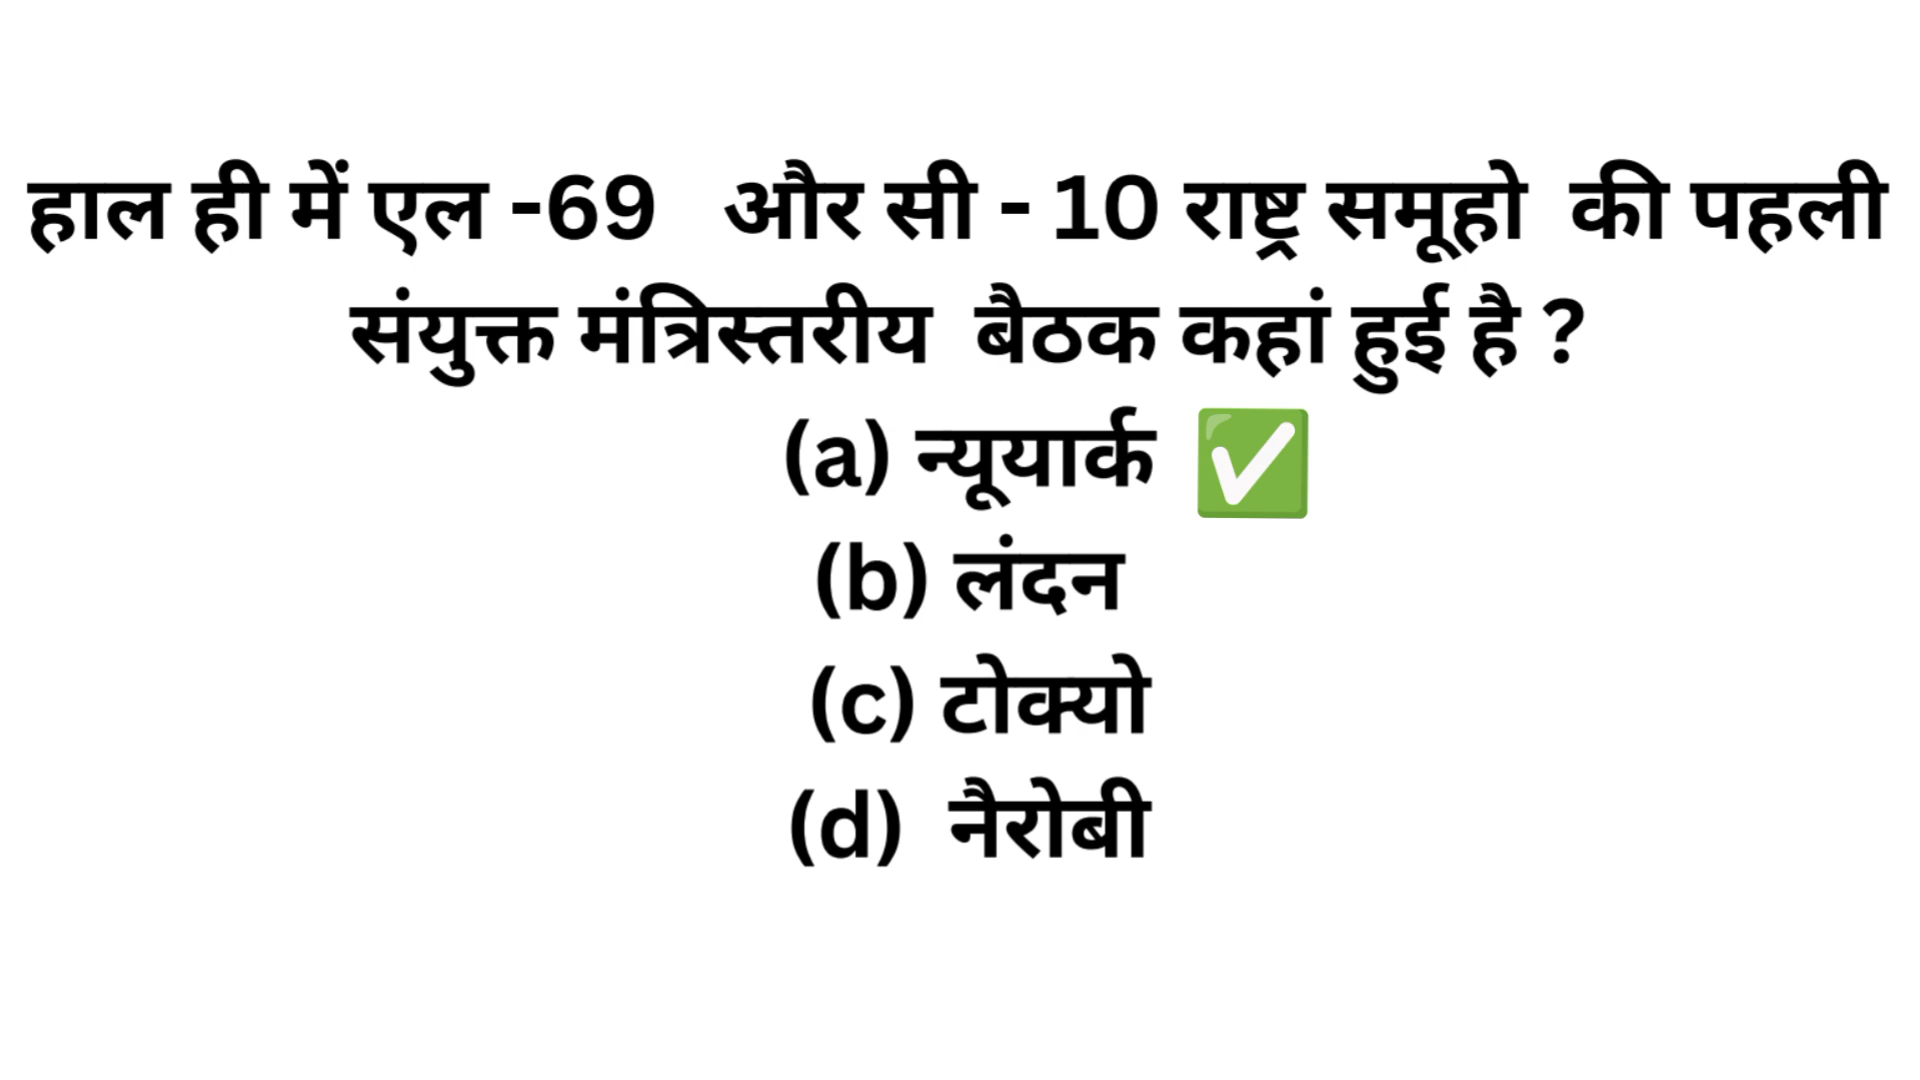 हाल ही में एल -69 और सी - 10 राष्ट्र समूहो की पहली
संयुक्त मंत्रिस्तरीय बैठक कहां हुई है ?
(a) न्यूयार्क ✅
(b) लंदन
(c) टोक्यो
(d) नैरोबी